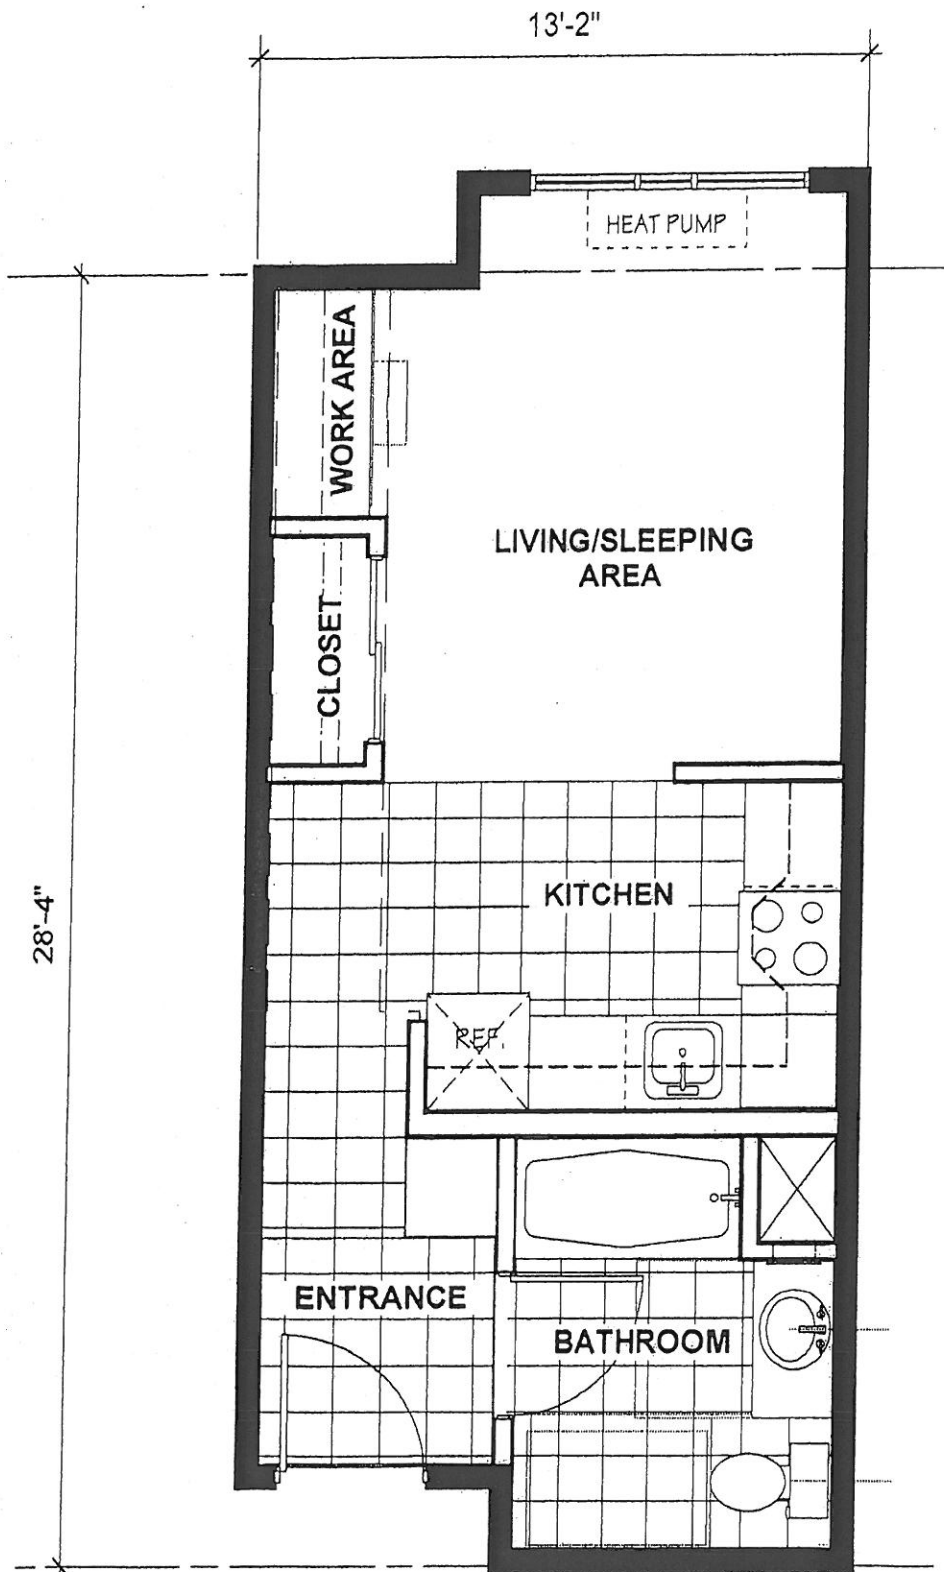 13'-2"
HEAT PUMP
WORK AREA
LIVING/SLEEPING
AREA
CLOSET
28'-4"
KITCHEN
REF.
ENTRANCE
BATHROOM